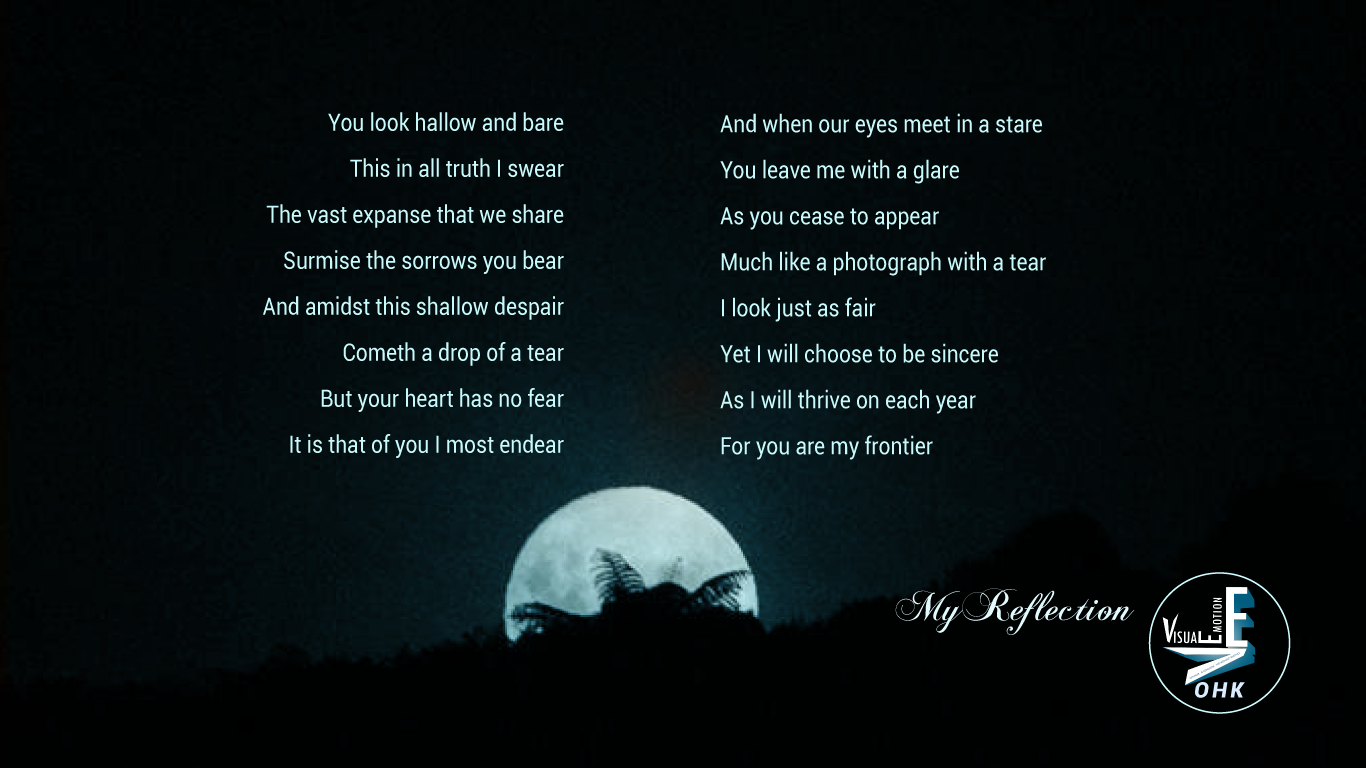 You look hallow and bare
This in all truth I swear
The vast expanse that we share
Surmise the sorrows you bear
And amidst this shallow despair
Cometh a drop of a tear
But your heart has no fear
It is that of you I most endear
And when our eyes meet in a stare
You leave me with a glare
As you cease to appear
Much like a photograph with a tear
I look just as fair
Yet I will choose to be sincere
As I will thrive on each year
For you are my frontier
My Reflection
VISUAL
EMOTION
OHK